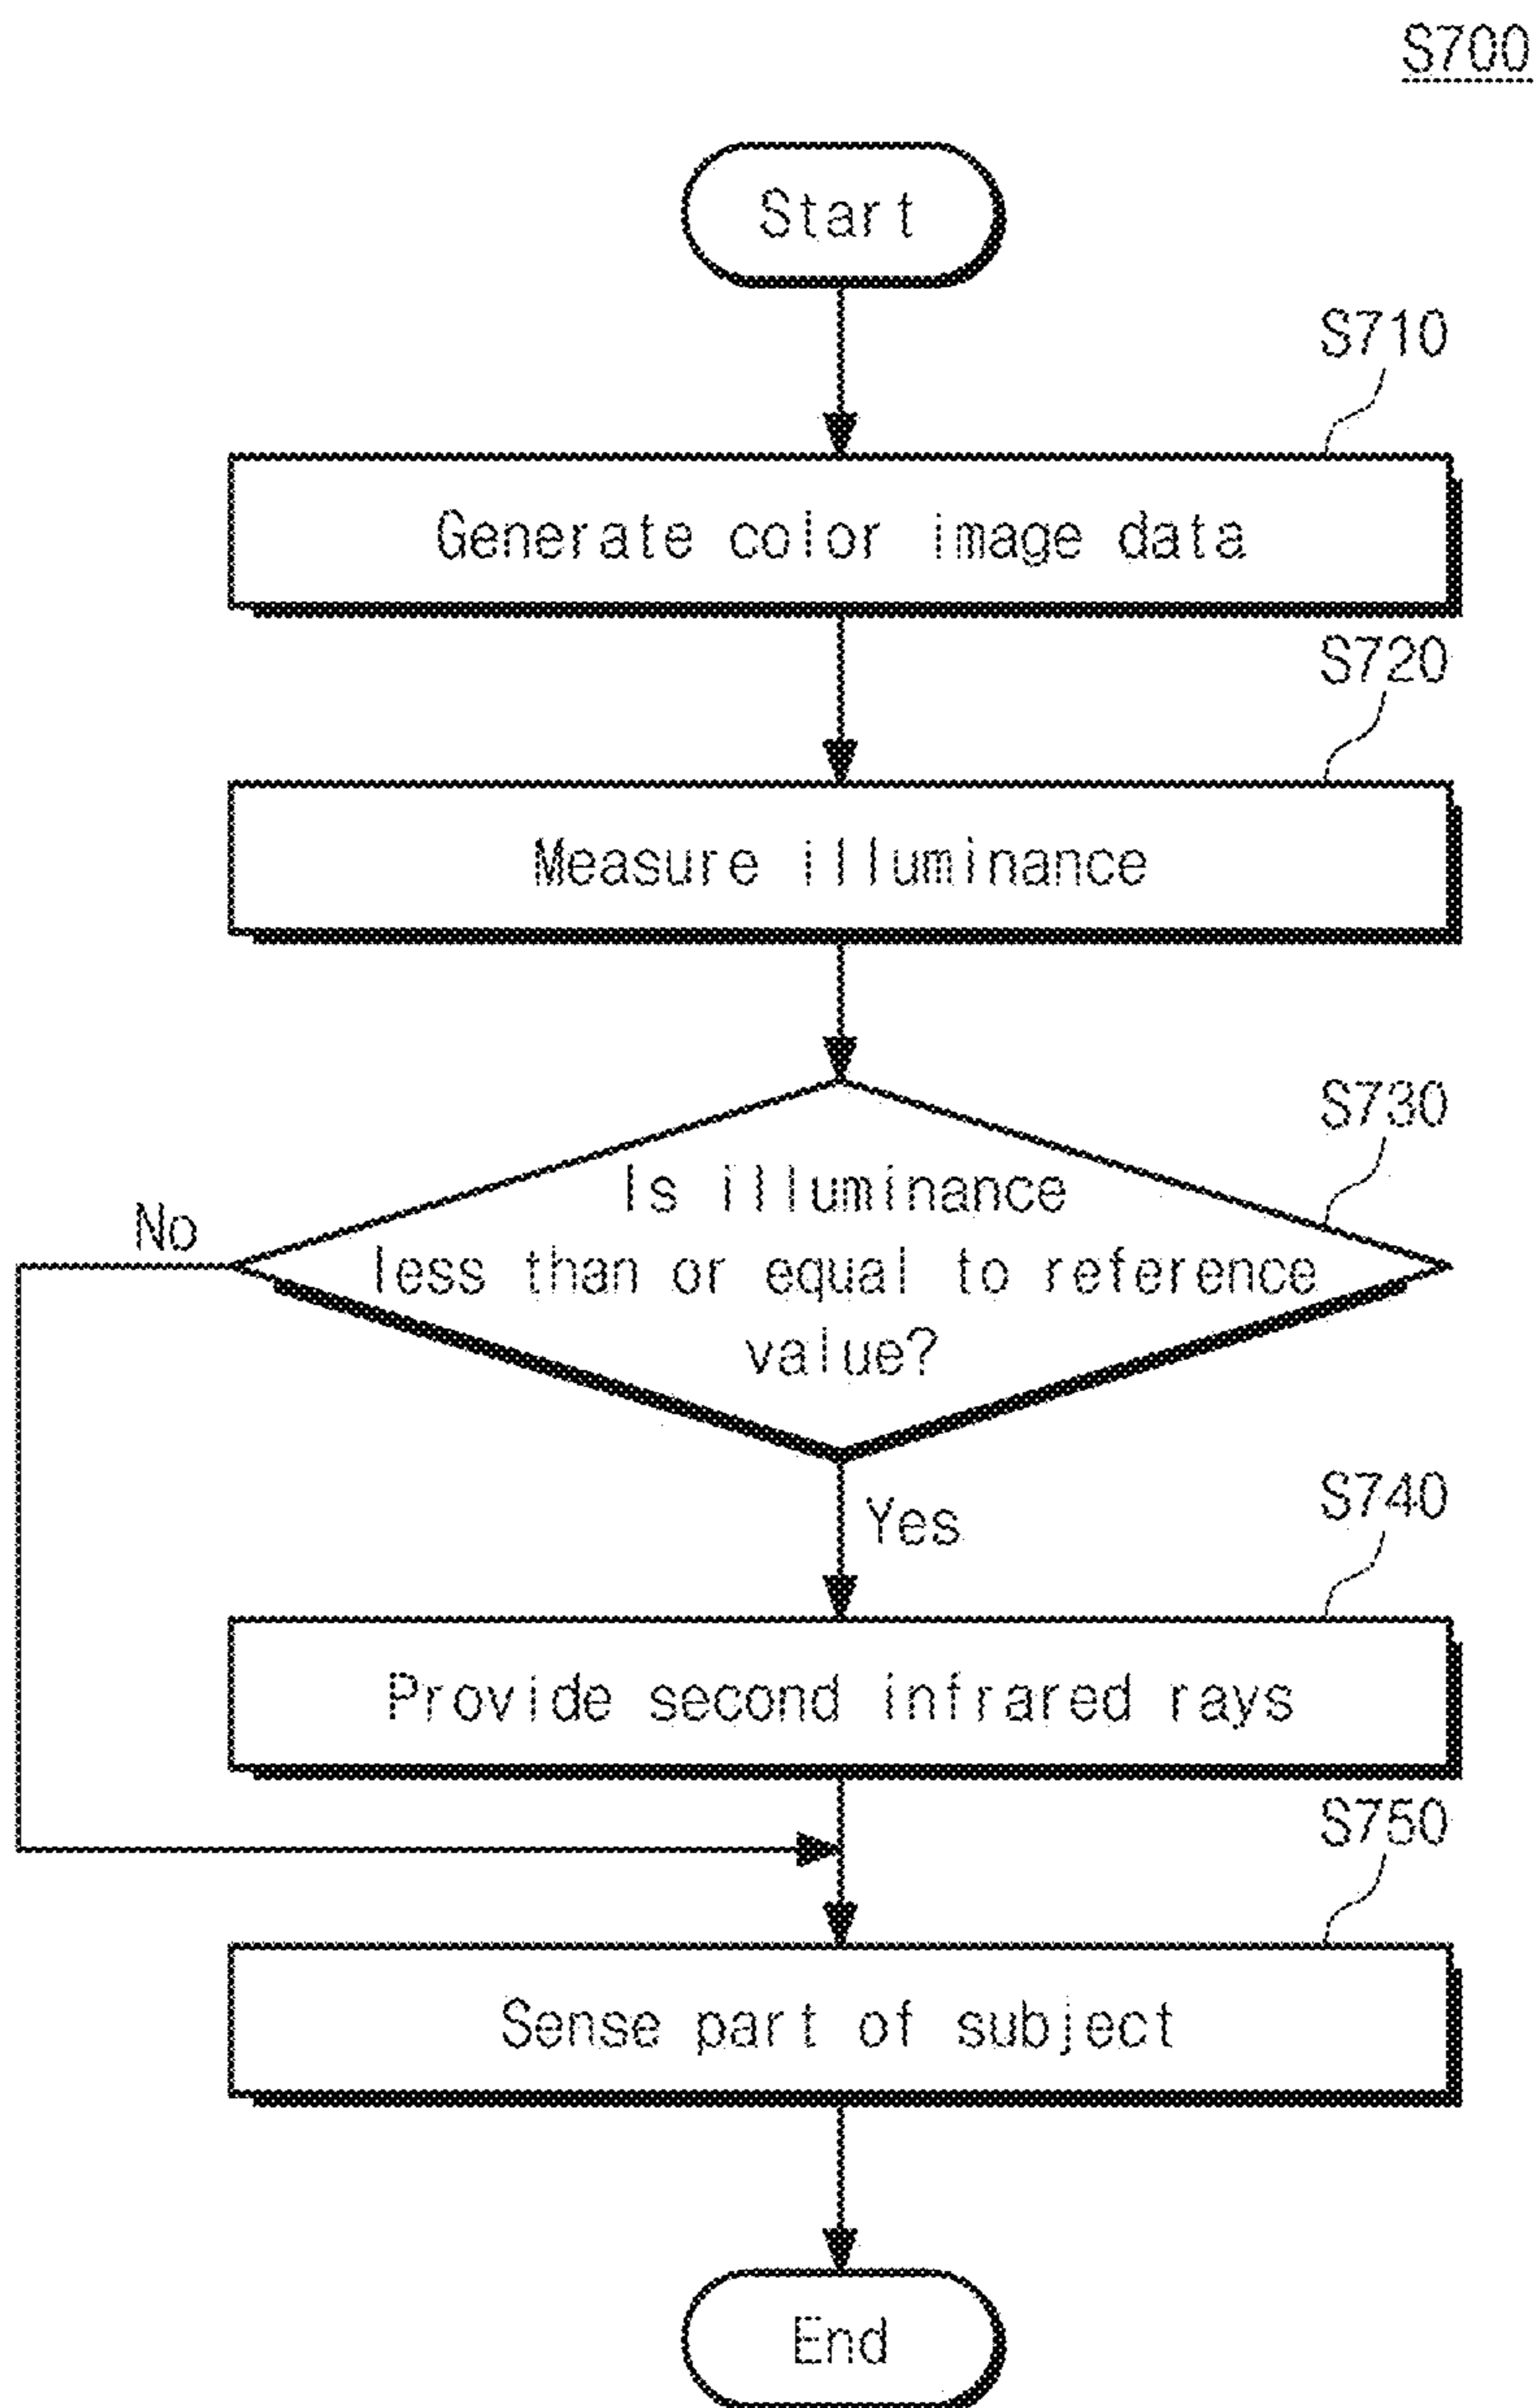 S700
Start
S710
Generate color image data
S720
Measure illuminance
S730
Is illuminance
No
less than or equal to reference
value?
S740
Yes
Provide second infrared rays
S750
Sense part of subject
End